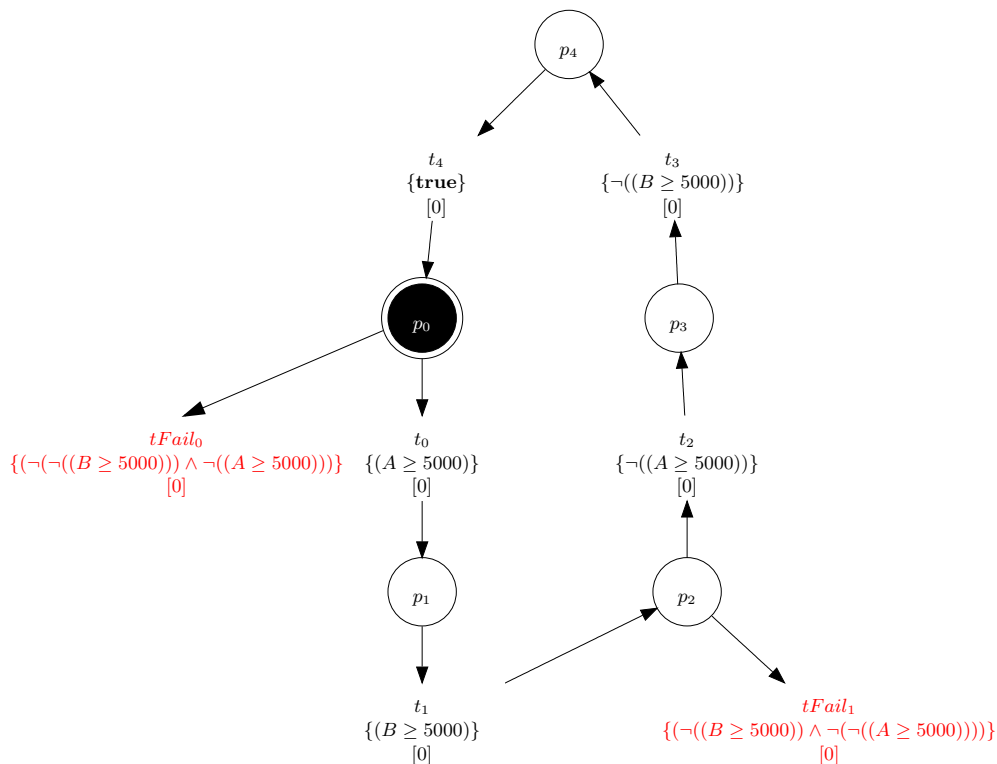 p₄
t₄
{true}
[0]
t₃
{¬((B ≥ 5000))}
[0]
p₀
p₃
tFail₀
{(¬(¬((B ≥ 5000))) ∧ ¬((A ≥ 5000)))}
[0]
t₀
{(A ≥ 5000)}
[0]
t₂
{¬((A ≥ 5000))}
[0]
p₁
p₂
t₁
{(B ≥ 5000)}
[0]
tFail₁
{(¬((B ≥ 5000)) ∧ ¬(¬((A ≥ 5000))))}
[0]